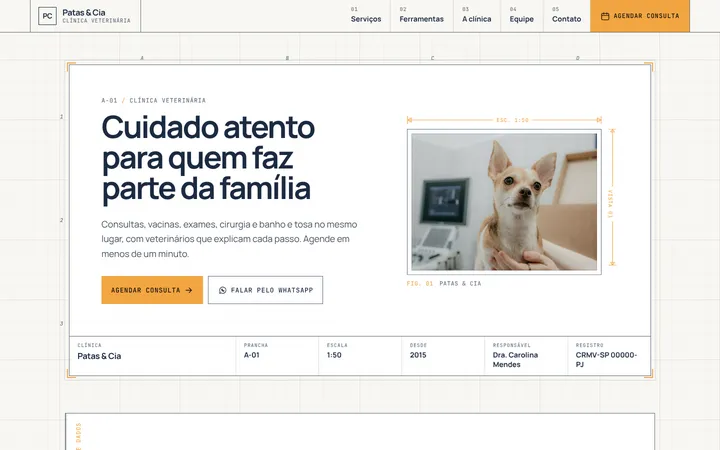 PC
Patas & Cia
CLÍNICA VETERINÁRIA
01
Serviços
02
Ferramentas
03
A clínica
04
Equipe
05
Contato
AGENDAR CONSULTA
A
B
C
D
1
2
3
A-01 / CLÍNICA VETERINÁRIA
Cuidado atento
para quem faz
parte da família
Consultas, vacinas, exames, cirurgia e banho e tosa no mesmo
lugar, com veterinários que explicam cada passo. Agende em
menos de um minuto.
AGENDAR CONSULTA →
FALAR PELO WHATSAPP
ESC. 1:50
VISTA 01
FIG. 01 PATAS & CIA
CLÍNICA
Patas & Cia
PRANCHA
A-01
ESCALA
1:50
DESDE
2015
RESPONSÁVEL
Dra. Carolina
Mendes
REGISTRO
CRMV-SP 00000-
PJ
DADOS